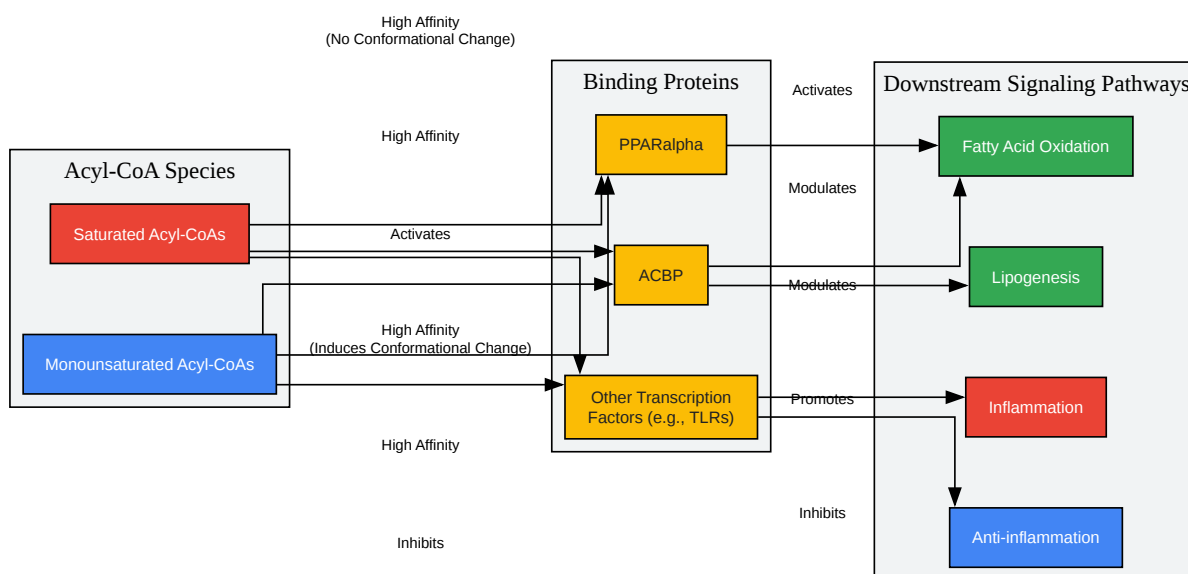 High Affinity
(No Conformational Change)
Binding Proteins
Downstream Signaling Pathways
Activates
High Affinity
PPARalpha
Fatty Acid Oxidation
Acyl-CoA Species
Modulates
Saturated Acyl-CoAs
Activates
ACBP
Lipogenesis
Modulates
High Affinity
(Induces Conformational Change)
Monounsaturated Acyl-CoAs
Other Transcription
Factors (e.g., TLRs)
Promotes
Inflammation
High Affinity
Inhibits
Anti-inflammation
Inhibits